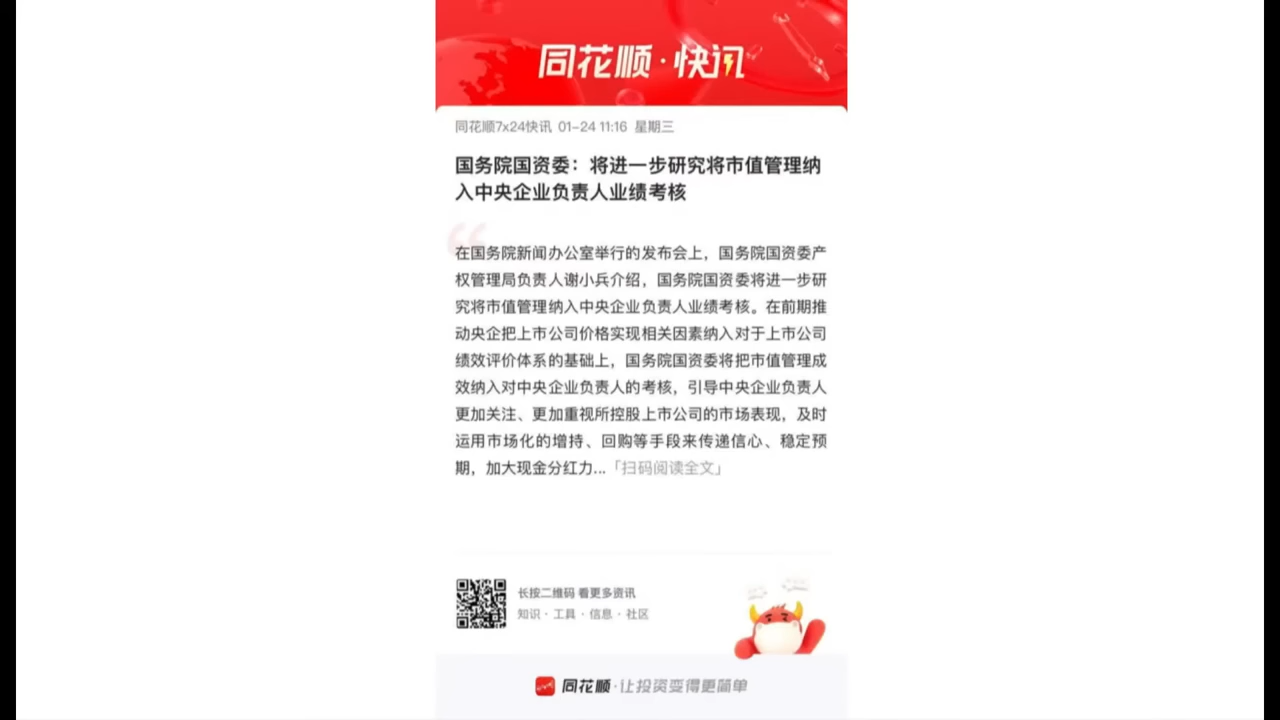 同花顺·快讯
同花顺7x24快讯 01-24 11:16 星期三
国务院国资委：将进一步研究将市值管理纳
入中央企业负责人业绩考核
在国务院新闻办公室举行的发布会上，国务院国资委产
权管理局负责人谢小兵介绍，国务院国资委将进一步研
究将市值管理纳入中央企业负责人业绩考核。在前期推
动央企把上市公司价格实现相关因素纳入对于上市公司
绩效评价体系的基础上，国务院国资委将把市值管理成
效纳入对中央企业负责人的考核，引导中央企业负责人
更加关注、更加重视所控股上市公司的市场表现，及时
运用市场化的增持、回购等手段来传递信心、稳定预
期，加大现金分红力...「扫码阅读全文」
长按二维码 看更多资讯
知识·工具·信息·社区
同花顺·让投资变得更简单